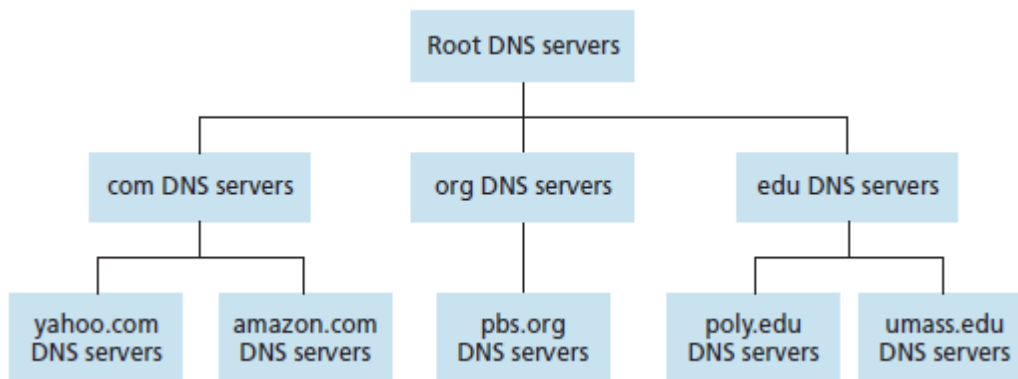 Root DNS servers
com DNS servers
org DNS servers
edu DNS servers
yahoo.com
DNS servers
amazon.com
DNS servers
pbs.org
DNS servers
poly.edu
DNS servers
umass.edu
DNS servers